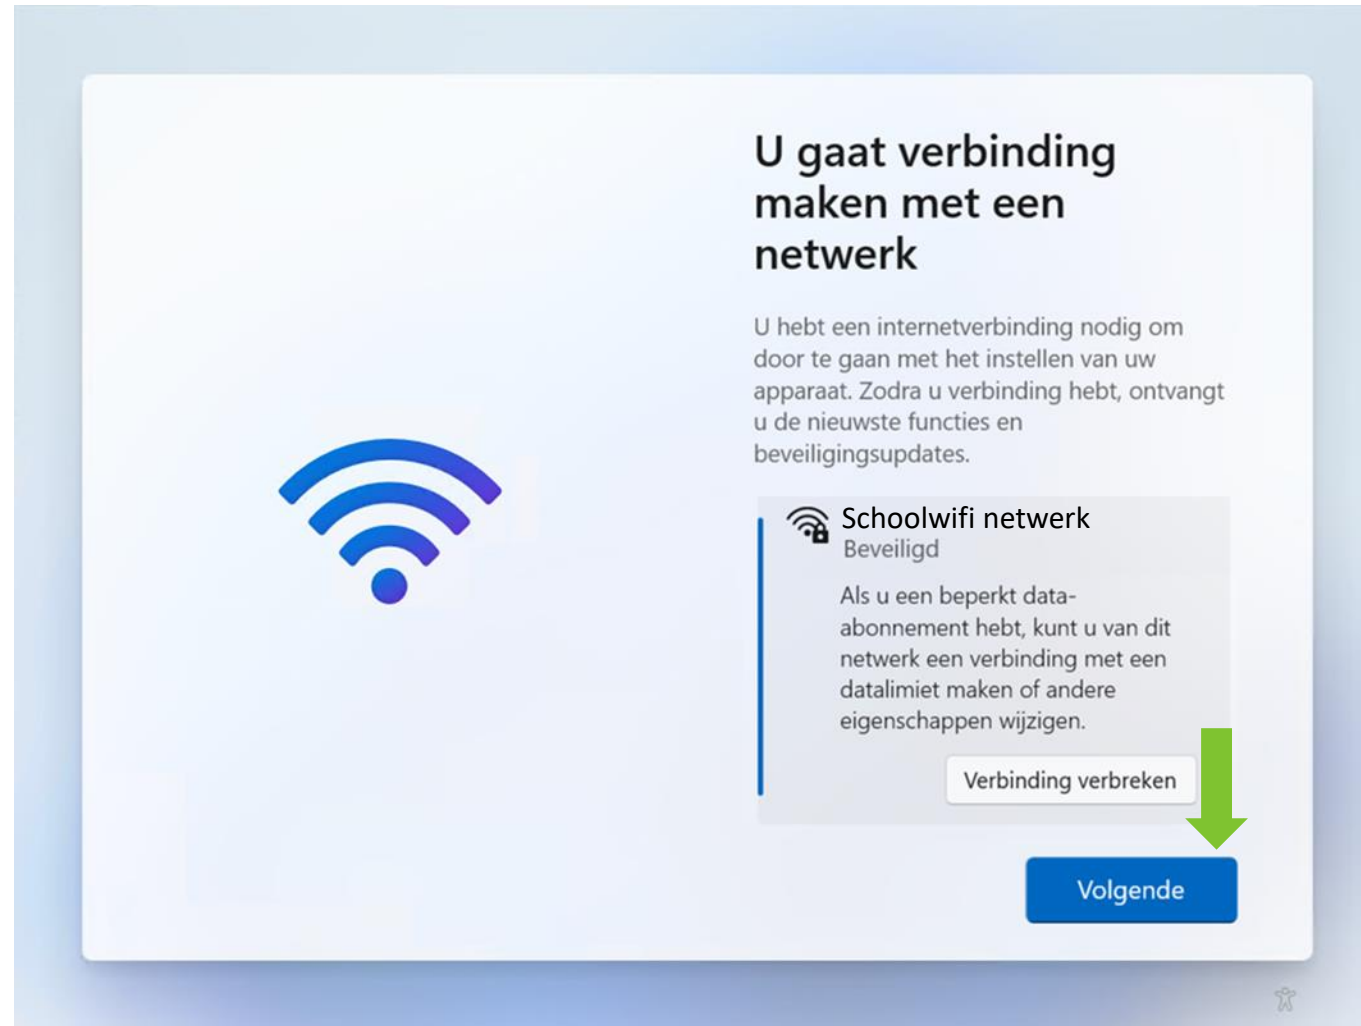 U gaat verbinding
maken met een
netwerk
U hebt een internetverbinding nodig om
door te gaan met het instellen van uw
apparaat. Zodra u verbinding hebt, ontvangt
u de nieuwste functies en
beveiligingsupdates.
Schoolwifi netwerk
Beveiligd
Als u een beperkt data-
abonnement hebt, kunt u van dit
netwerk een verbinding met een
datalimiet maken of andere
eigenschappen wijzigen.
Verbinding verbreken
Volgende